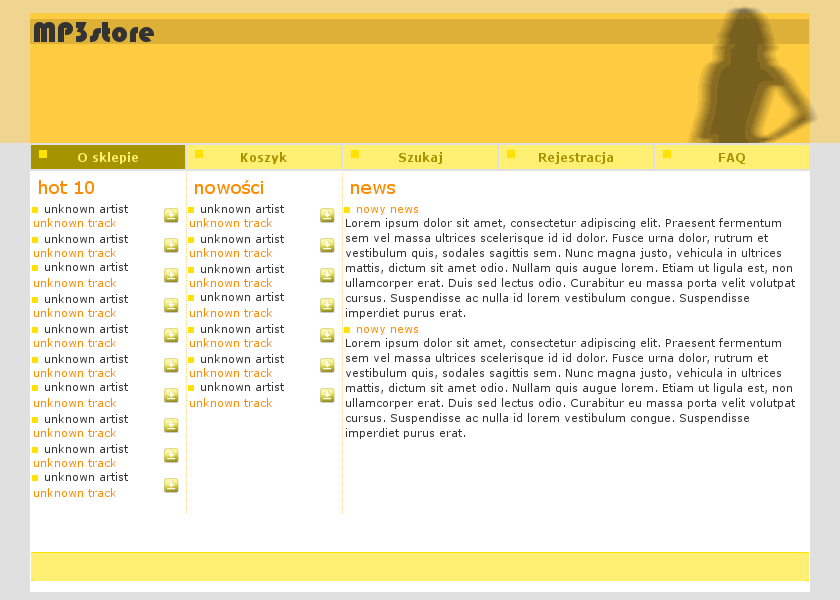 MP3store
O sklepie
Koszyk
Szukaj
Rejestracja
FAQ
hot 10
unknown artist
unknown track
unknown artist
unknown track
unknown artist
unknown track
unknown artist
unknown track
unknown artist
unknown track
unknown artist
unknown track
unknown artist
unknown track
unknown artist
unknown track
unknown artist
unknown track
unknown artist
unknown track
nowości
unknown artist
unknown track
unknown artist
unknown track
unknown artist
unknown track
unknown artist
unknown track
unknown artist
unknown track
unknown artist
unknown track
unknown artist
unknown track
news
nowy news
Lorem ipsum dolor sit amet, consectetur adipiscing elit. Praesent fermentum
sem vel massa ultrices scelerisque id id dolor. Fusce urna dolor, rutrum et
vestibulum quis, sodales sagittis sem. Nunc magna justo, vehicula in ultrices
mattis, dictum sit amet odio. Nullam quis augue lorem. Etiam ut ligula est, non
ullamcorper erat. Duis sed lectus odio. Curabitur eu massa porta velit volutpat
cursus. Suspendisse ac nulla id lorem vestibulum congue. Suspendisse
imperdiet purus erat.
nowy news
Lorem ipsum dolor sit amet, consectetur adipiscing elit. Praesent fermentum
sem vel massa ultrices scelerisque id id dolor. Fusce urna dolor, rutrum et
vestibulum quis, sodales sagittis sem. Nunc magna justo, vehicula in ultrices
mattis, dictum sit amet odio. Nullam quis augue lorem. Etiam ut ligula est, non
ullamcorper erat. Duis sed lectus odio. Curabitur eu massa porta velit volutpat
cursus. Suspendisse ac nulla id lorem vestibulum congue. Suspendisse
imperdiet purus erat.